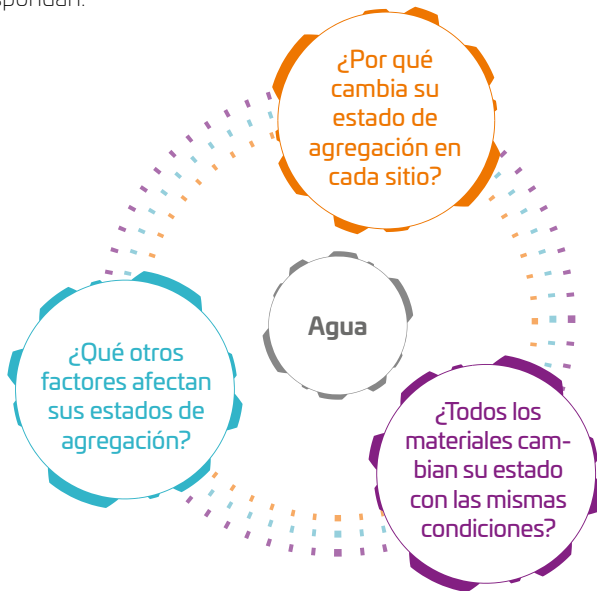 spondan.
¿Por qué
cambia su
estado de
agregación en
cada sitio?
Agua
¿Qué otros
factores afectan
sus estados de
agregación?
¿Todos los
materiales cam-
bian su estado
con las mismas
condiciones?